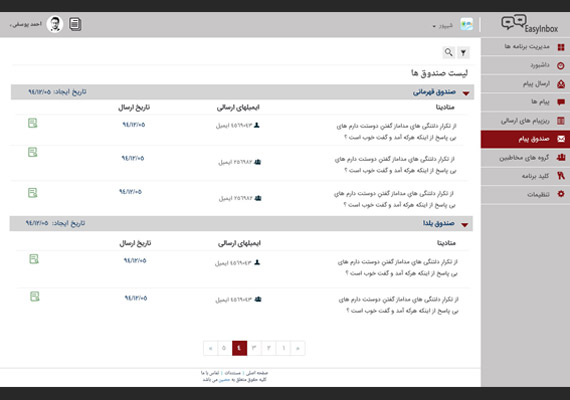 EasyInbox
شیپور
احمد یوسفی
مدیریت برنامه ها
داشبورد
ارسال پیام
پیام ها
ریزپیام های ارسالی
صندوق پیام
گروه های مخاطبین
کلید برنامه
تنظیمات
لیست صندوق ها
صندوق قهرمانی
تاریخ ایجاد: ۹۴/۱۲/۰۵
متادیتا ایمیلهای ارسالی تاریخ ارسال
از تکرار دلتنگی های مداماز گفتن دوستت دارم های
بی پاسخ از اینکه هرکه آمد و گفت خوب است ؟
۴۵۶۹۰۴۳ ایمیل
۹۴/۱۲/۰۵
از تکرار دلتنگی های مداماز گفتن دوستت دارم های
بی پاسخ از اینکه هرکه آمد و گفت خوب است ؟
۲۵۶۹۸۲ ایمیل
۹۴/۱۲/۰۵
از تکرار دلتنگی های مداماز گفتن دوستت دارم های
بی پاسخ از اینکه هرکه آمد و گفت خوب است ؟
۲۵۶۹۸۲ ایمیل
۹۴/۱۲/۰۵
صندوق یلدا
تاریخ ایجاد: ۹۴/۱۲/۰۵
متادیتا ایمیلهای ارسالی تاریخ ارسال
از تکرار دلتنگی های مداماز گفتن دوستت دارم های
بی پاسخ از اینکه هرکه آمد و گفت خوب است ؟
۴۵۶۹۰۴۳ ایمیل
۹۴/۱۲/۰۵
از تکرار دلتنگی های مداماز گفتن دوستت دارم های
بی پاسخ از اینکه هرکه آمد و گفت خوب است ؟
۴۵۶۹۰۴۳ ایمیل
۹۴/۱۲/۰۵
« ۱ ۲ ۳ ۴ ۵ »
صفحه اصلی | مستندات | تماس با ما
کلیه حقوق متعلق به می باشد